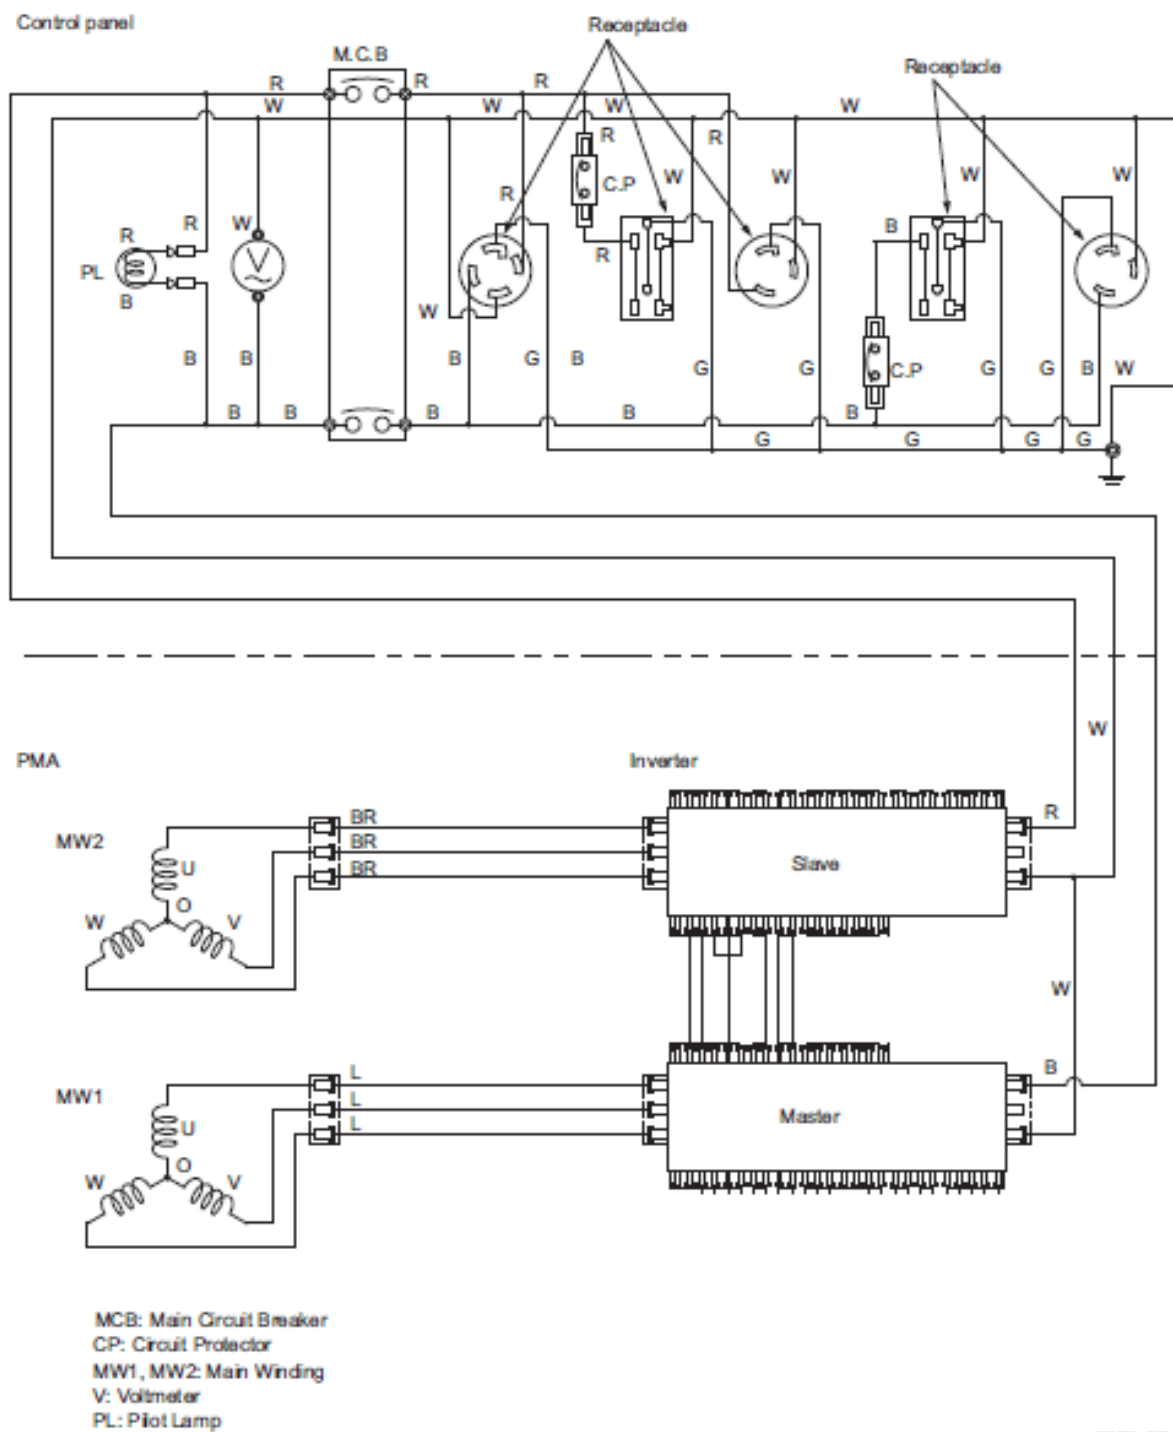 Control panel
Receptacle
M.C.B
Receptacle
R
R
R
W
W
W
W
R
R
C.P
W
W
W
W
R
R
W
R
PL
B
V
R
B
W
B
B
B
G
B
G
C.P
G
G
B
W
B
B
B
B
B
G
G
G
G
W
PMA
Inverter
MW2
BR
BR
BR
R
Slave
U
O
W
V
W
B
MW1
L
L
L
Master
U
O
W
V
MCB: Main Circuit Breaker
CP: Circuit Protector
MW1, MW2: Main Winding
V: Voltmeter
PL: Pilot Lamp